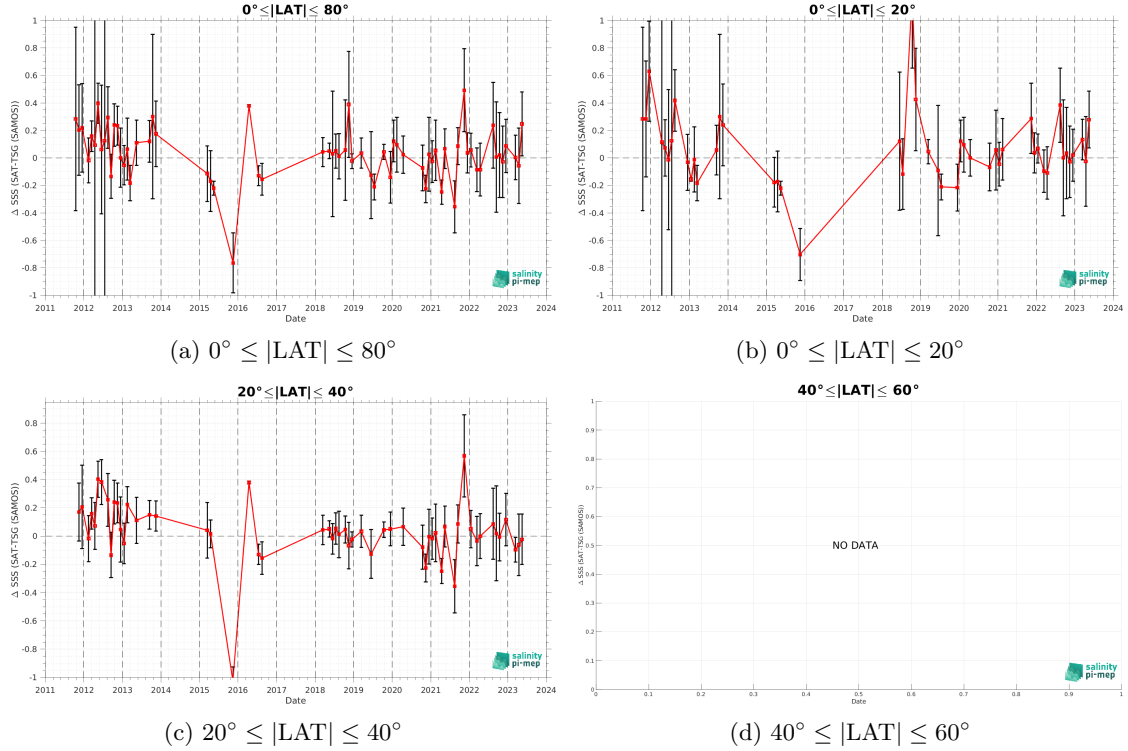 0°≤|LAT|≤ 80°
Δ SSS (SAT-TSG (SAMOS))
1
0.8
0.6
0.4
0.2
0
-0.2
-0.4
-0.6
-0.8
-1
2011 2012 2013 2014 2015 2016 2017 2018 2019 2020 2021 2022 2023 2024
Date
salinity
pi-mep
(a) 0° ≤ |LAT| ≤ 80°
0°≤|LAT|≤ 20°
Δ SSS (SAT-TSG (SAMOS))
1
0.8
0.6
0.4
0.2
0
-0.2
-0.4
-0.6
-0.8
-1
2011 2012 2013 2014 2015 2016 2017 2018 2019 2020 2021 2022 2023 2024
Date
salinity
pi-mep
(b) 0° ≤ |LAT| ≤ 20°
20°≤|LAT|≤ 40°
Δ SSS (SAT-TSG (SAMOS))
0.8
0.6
0.4
0.2
0
-0.2
-0.4
-0.6
-0.8
-1
2011 2012 2013 2014 2015 2016 2017 2018 2019 2020 2021 2022 2023 2024
Date
salinity
pi-mep
(c) 20° ≤ |LAT| ≤ 40°
40°≤|LAT|≤ 60°
Δ SSS (SAT-TSG (SAMOS))
1
0.9
0.8
0.7
0.6
0.5
0.4
0.3
0.2
0.1
0
NO DATA
0 0.1 0.2 0.3 0.4 0.5 0.6 0.7 0.8 0.9 1
Date
salinity
pi-mep
(d) 40° ≤ |LAT| ≤ 60°